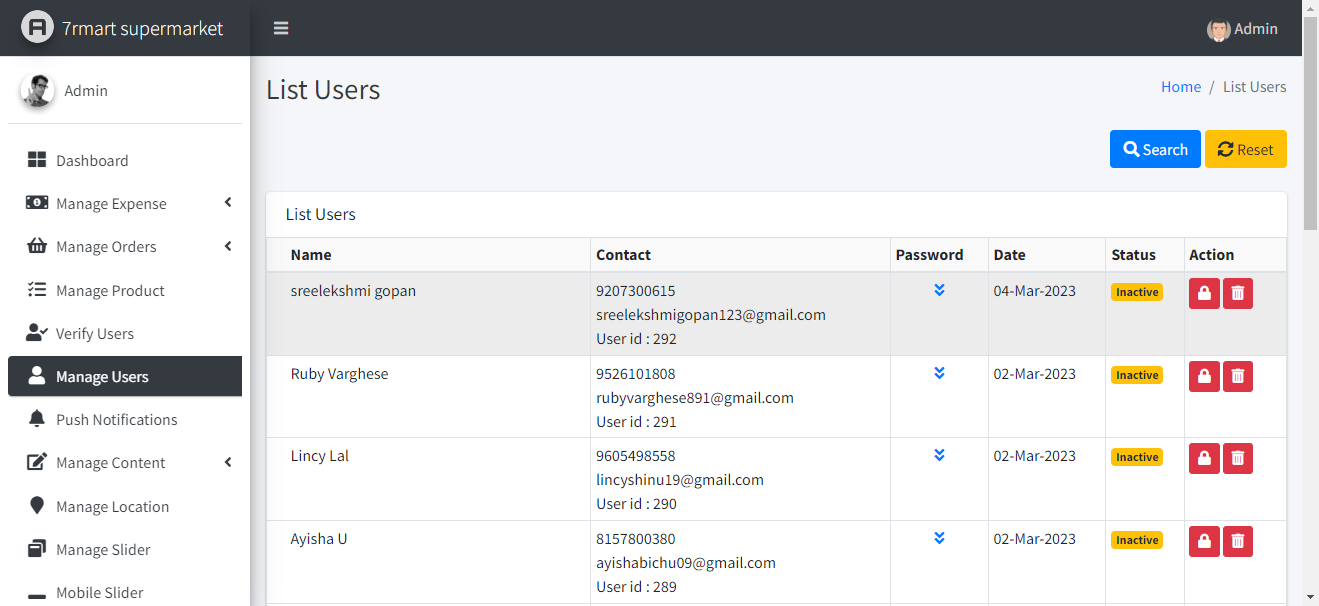 7rmart supermarket
Admin
Admin
Dashboard
Manage Expense
Manage Orders
Manage Product
Verify Users
Manage Users
Push Notifications
Manage Content
Manage Location
Manage Slider
Mobile Slider
List Users
Home / List Users
Search Reset
List Users
Name Contact Password Date Status Action
sreelekshmi gopan 9207300615 04-Mar-2023 Inactive
sreelekshmigopan123@gmail.com
User id : 292
Ruby Varghese 9526101808 02-Mar-2023 Inactive
rubyvarghese891@gmail.com
User id : 291
Lincy Lal 9605498558 02-Mar-2023 Inactive
lincyshinu19@gmail.com
User id : 290
Ayisha U 8157800380 02-Mar-2023 Inactive
ayishabichu09@gmail.com
User id : 289